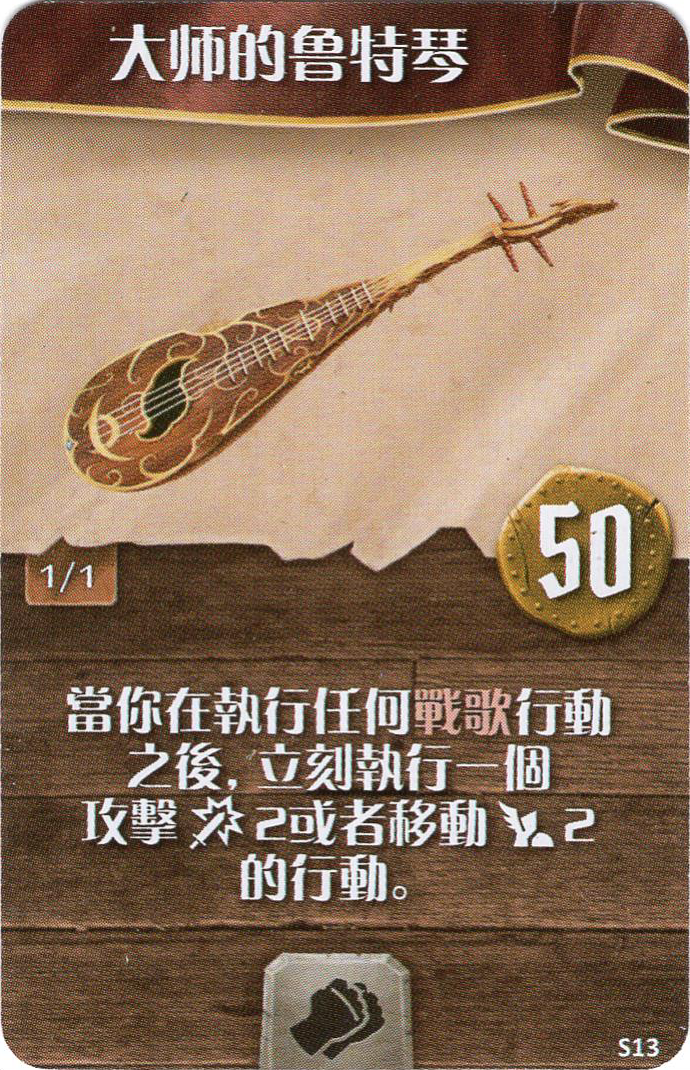 大师的鲁特琴
50
1/1
當你在執行任何戰歌行動
之後, 立刻執行一個
攻擊 2或者移動 2
的行動。
S13